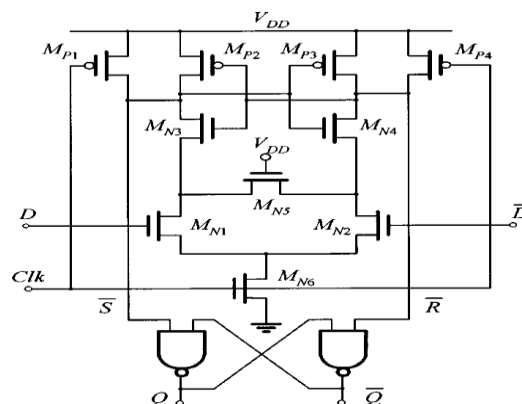 V_DD
M_P1
M_P2
M_P3
M_P4
M_N3
M_N4
V_DD
M_N5
D
M_N1
M_N2
D̅
Clk
M_N6
S̅
R̅
Q
Q̅